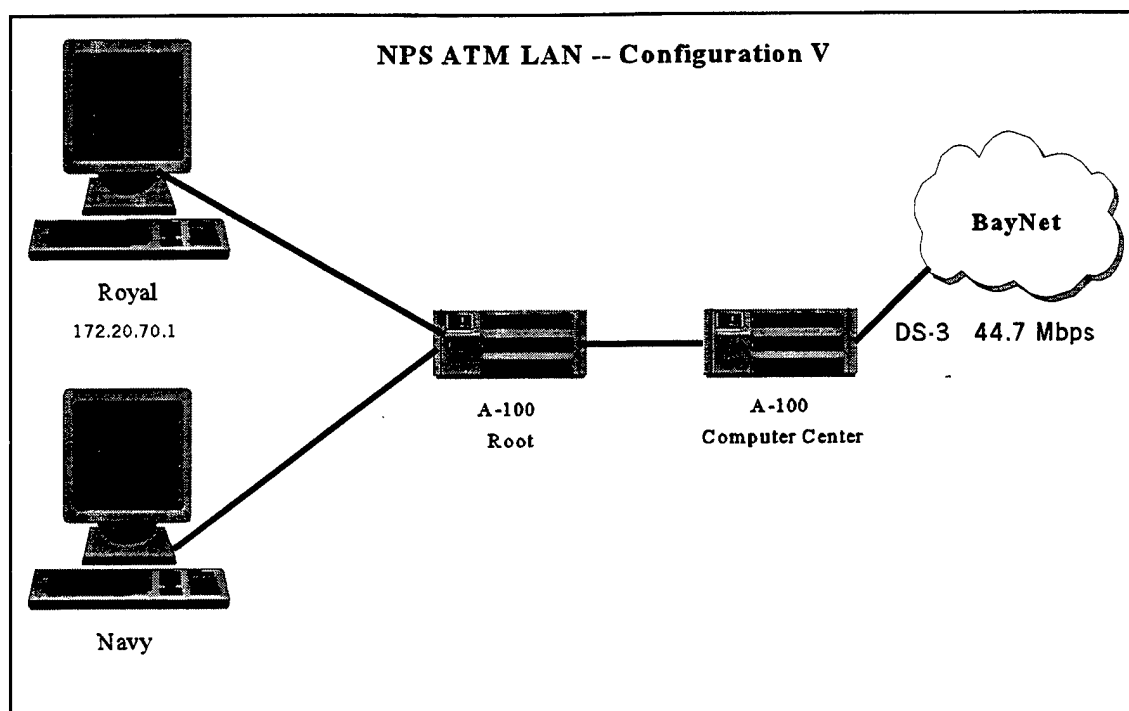 NPS ATM LAN -- Configuration V
Royal
172.20.70.1
Navy
A-100
Root
A-100
Computer Center
BayNet
DS-3 44.7 Mbps